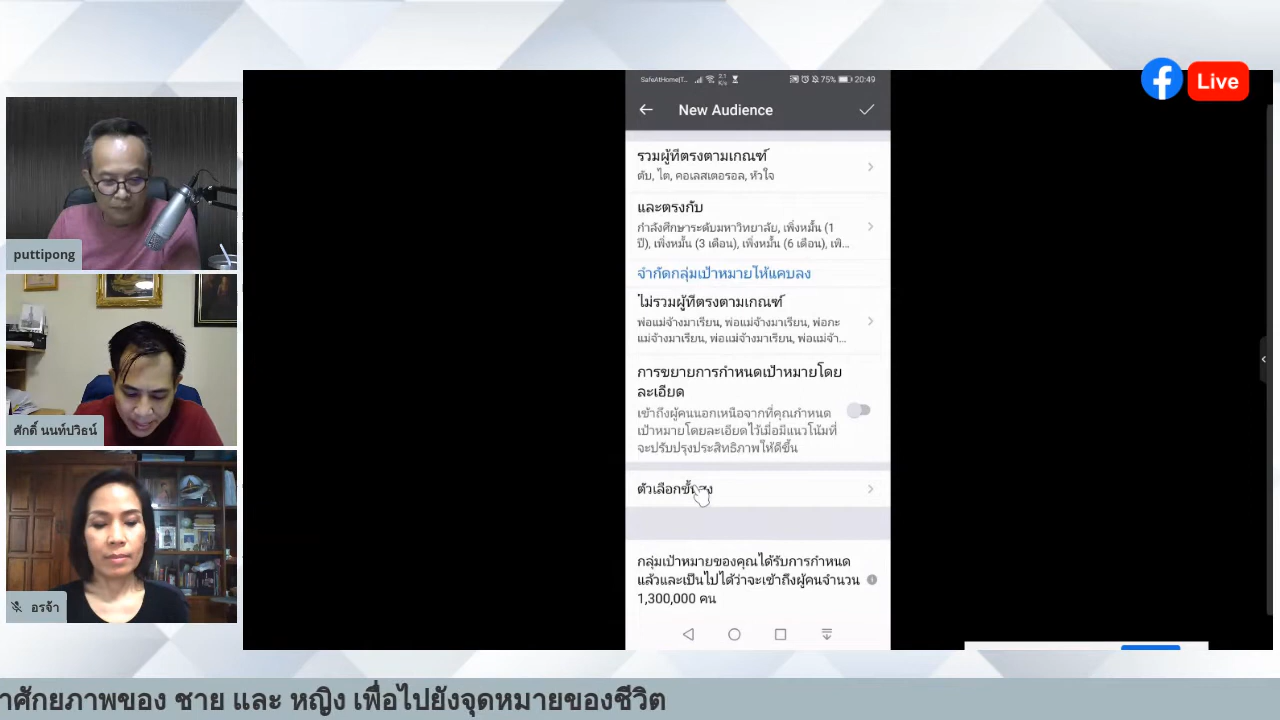 Live
SafeAtHome|T..
75%
20:49
New Audience
รวมผู้ที่ตรงตามเกณฑ์
ตับ, ไต, คอเลสเตอรอล, หัวใจ
และตรงกับ
กำลังศึกษาระดับมหาวิทยาลัย, เพิ่งหมั้น (1
ปี), เพิ่งหมั้น (3 เดือน), เพิ่งหมั้น (6 เดือน), เพิ...
จำกัดกลุ่มเป้าหมายให้แคบลง
ไม่รวมผู้ที่ตรงตามเกณฑ์
พ่อแม่จ้างมาเรียน, พ่อแม่จ้างมาเรียน, พ่อกะ
แม่จ้างมาเรียน, พ่อแม่จ้างมาเรียน, พ่อแม่จ้า...
การขยายการกำหนดเป้าหมายโดย
ละเอียด
เข้าถึงผู้คนนอกเหนือจากที่คุณกำหนด
เป้าหมายโดยละเอียดไว้เมื่อมีแนวโน้มที่
จะปรับปรุงประสิทธิภาพให้ดีขึ้น
ตัวเลือกขั้นสูง
กลุ่มเป้าหมายของคุณได้รับการกำหนด
แล้วและเป็นไปได้ว่าจะเข้าถึงผู้คนจำนวน
1,300,000 คน
puttipong
ศักดิ์ นนท์ปวิธน์
อรจ้า
าศักยภาพของ ชาย และ หญิง เพื่อไปยังจุดหมายของชีวิต